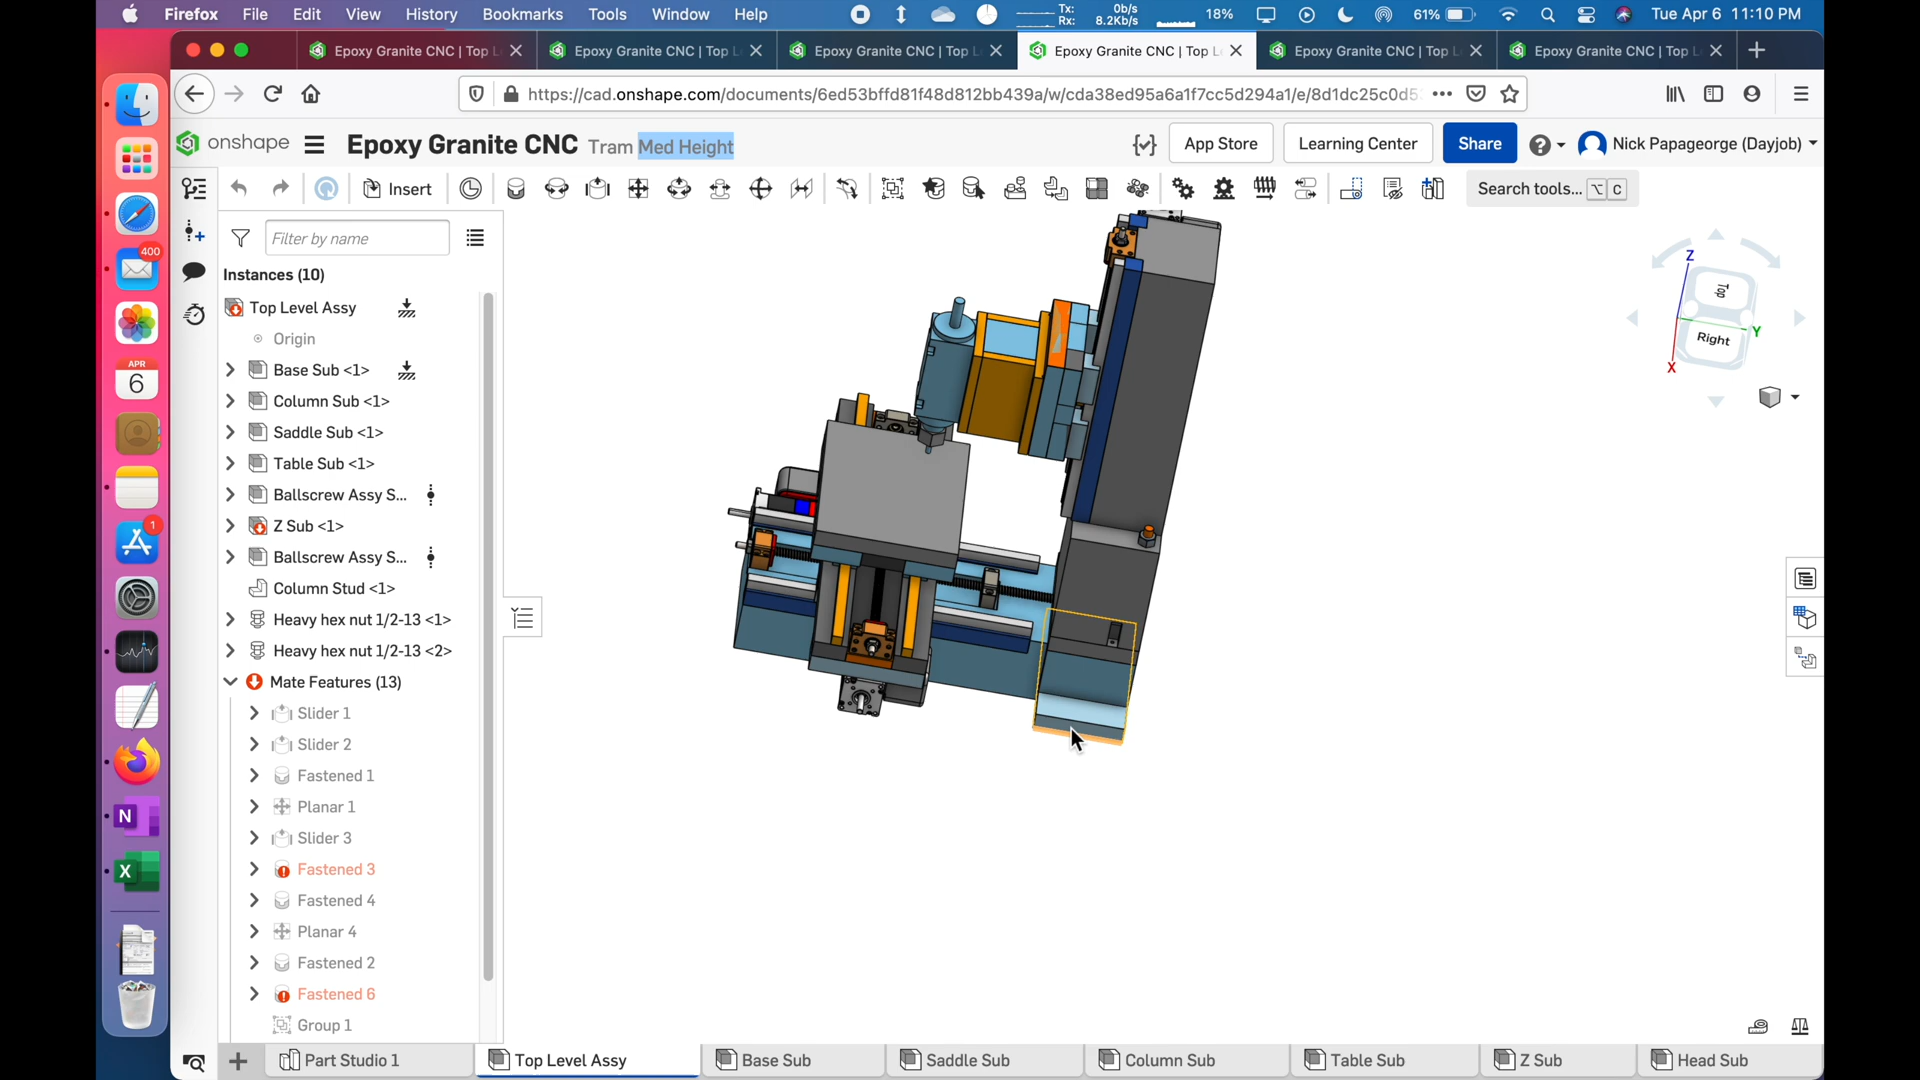 Firefox File Edit View History Bookmarks Tools Window Help Tx: 0b/s Rx: 8.2Kb/s 18% 61% Tue Apr 6 11:10 PM
Epoxy Granite CNC | Top L Epoxy Granite CNC | Top L Epoxy Granite CNC | Top L Epoxy Granite CNC | Top L Epoxy Granite CNC | Top L Epoxy Granite CNC | Top L
https://cad.onshape.com/documents/6ed53bffd81f48d812bb439a/w/cda38ed95a6a1f7cc5d294a1/e/8d1dc25c0d5
onshape Epoxy Granite CNC Tram Med Height App Store Learning Center Share Nick Papageorge (Dayjob)
Insert Search tools... ⌥ C
Filter by name
Instances (10)
Top Level Assy
Origin
Base Sub <1>
Column Sub <1>
Saddle Sub <1>
Table Sub <1>
Ballscrew Assy S...
Z Sub <1>
Ballscrew Assy S...
Column Stud <1>
Heavy hex nut 1/2-13 <1>
Heavy hex nut 1/2-13 <2>
Mate Features (13)
Slider 1
Slider 2
Fastened 1
Planar 1
Slider 3
Fastened 3
Fastened 4
Planar 4
Fastened 2
Fastened 6
Group 1
Z
Top
Y
Right
X
400
APR
6
1
N
X
Part Studio 1 Top Level Assy Base Sub Saddle Sub Column Sub Table Sub Z Sub Head Sub